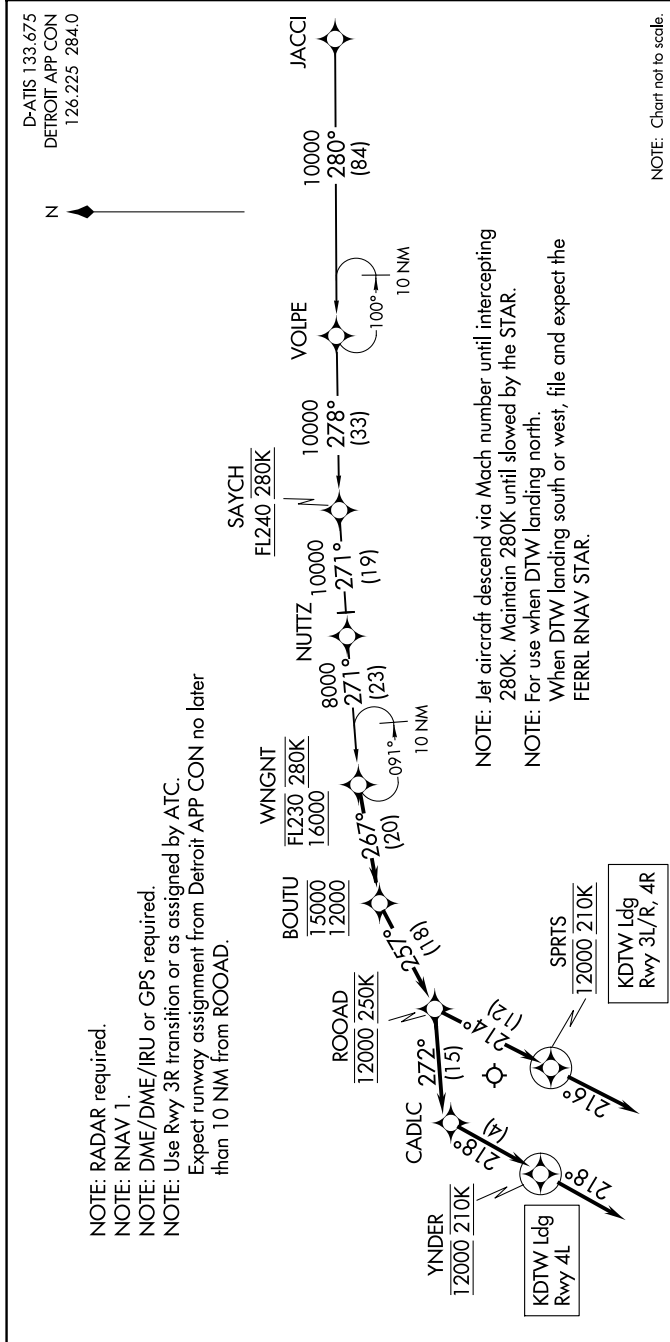 D-ATIS 133.675
DETROIT APP CON
126.225 284.0
N
NOTE: RADAR required.
NOTE: RNAV 1.
NOTE: DME/DME/IRU or GPS required.
NOTE: Use Rwy 3R transition or as assigned by ATC.
Expect runway assignment from Detroit APP CON no later
than 10 NM from ROOAD.
JACCI
10000
280°
(84)
VOLPE
100°
10 NM
10000
278°
(33)
SAYCH
FL240 280K
10000
271°
(19)
NUTTZ
8000
271°
(23)
WNGNT
FL230 280K
16000
091°
10 NM
267°
(20)
BOUTU
15000
12000
257°
(18)
ROOAD
12000 250K
272°
(15)
CADLC
218°
(4)
YNDER
12000 210K
218°
KDTW Ldg
Rwy 4L
214°
(12)
SPRTS
12000 210K
216°
KDTW Ldg
Rwy 3L/R, 4R
NOTE: Jet aircraft descend via Mach number until intercepting
280K. Maintain 280K until slowed by the STAR.
NOTE: For use when DTW landing north.
When DTW landing south or west, file and expect the
FERRL RNAV STAR.
NOTE: Chart not to scale.